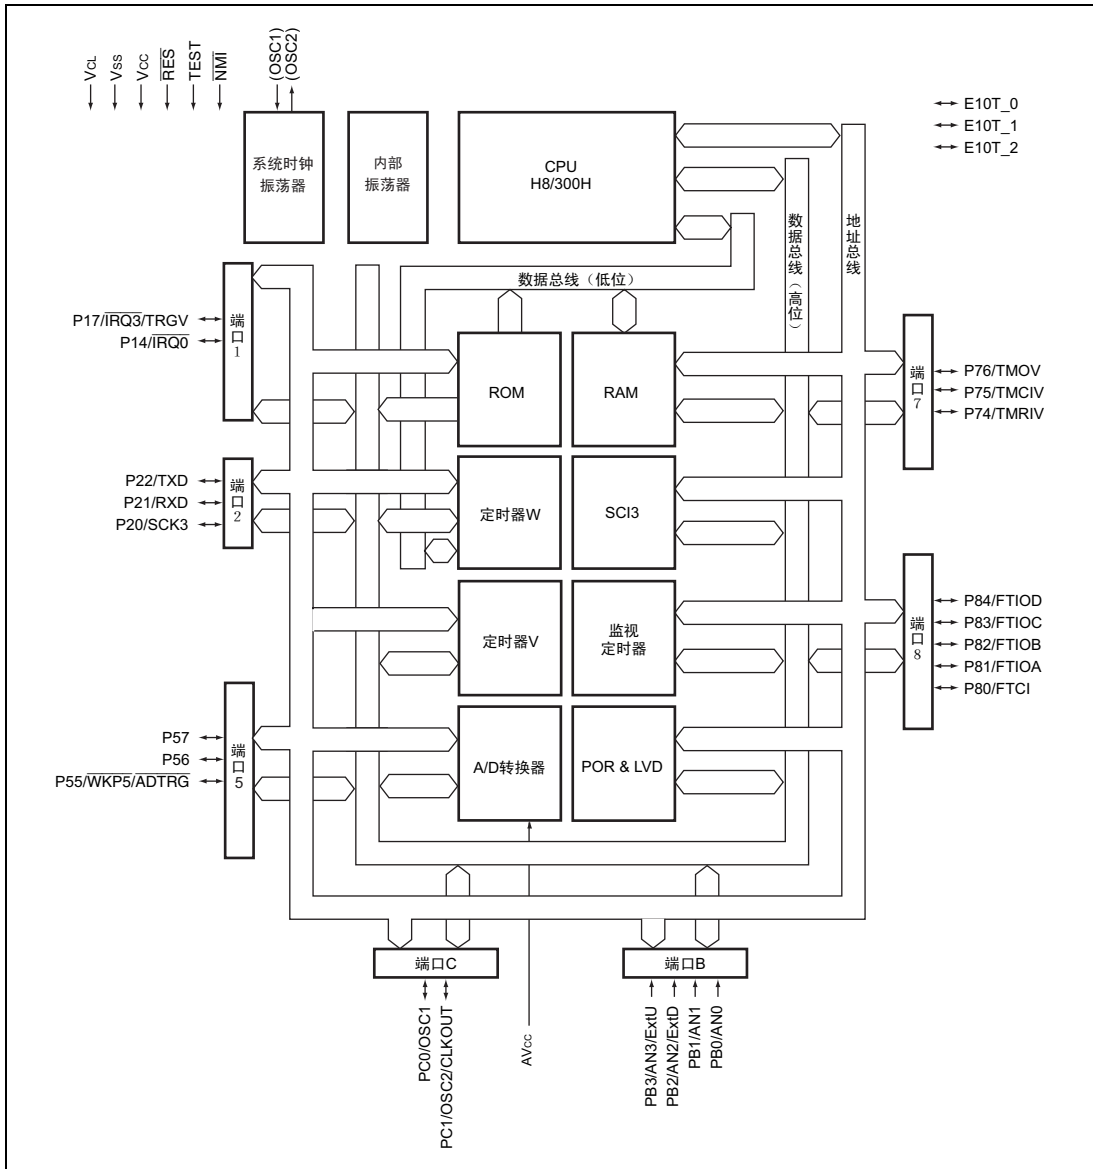 VCL
VSS
VCC
RES
TEST
NMI
(OSC1)
(OSC2)
E10T_0
E10T_1
E10T_2
系统时钟
振荡器
内部
振荡器
CPU
H8/300H
数据总线（高位）
地址总线
数据总线（低位）
端口1
P17/IRQ3/TRGV
P14/IRQ0
ROM
RAM
端口7
P76/TMOV
P75/TMCIV
P74/TMRIV
端口2
P22/TXD
P21/RXD
P20/SCK3
定时器W
SCI3
端口8
P84/FTIOD
P83/FTIOC
P82/FTIOB
P81/FTIOA
P80/FTCI
定时器V
监视
定时器
端口5
P57
P56
P55/WKP5/ADTRG
A/D转换器
POR & LVD
端口C
端口B
PC0/OSC1
PC1/OSC2/CLKOUT
AVCC
PB3/AN3/ExtU
PB2/AN2/ExtD
PB1/AN1
PB0/AN0